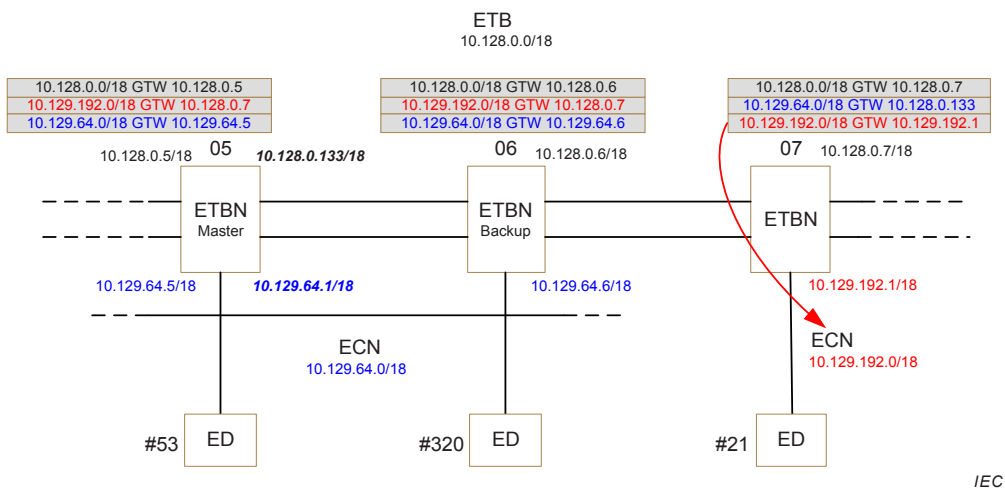 ETB
10.128.0.0/18
10.128.0.0/18 GTW 10.128.0.5
10.129.192.0/18 GTW 10.128.0.7
10.129.64.0/18 GTW 10.129.64.5
10.128.0.0/18 GTW 10.128.0.6
10.129.192.0/18 GTW 10.128.0.7
10.129.64.0/18 GTW 10.129.64.6
10.128.0.0/18 GTW 10.128.0.7
10.129.64.0/18 GTW 10.128.0.133
10.129.192.0/18 GTW 10.129.192.1
10.128.0.5/18
05
10.128.0.133/18
06
10.128.0.6/18
07
10.128.0.7/18
ETBN
Master
ETBN
Backup
ETBN
10.129.64.5/18
10.129.64.1/18
10.129.64.6/18
10.129.192.1/18
ECN
10.129.64.0/18
ECN
10.129.192.0/18
#53
ED
#320
ED
#21
ED
IEC